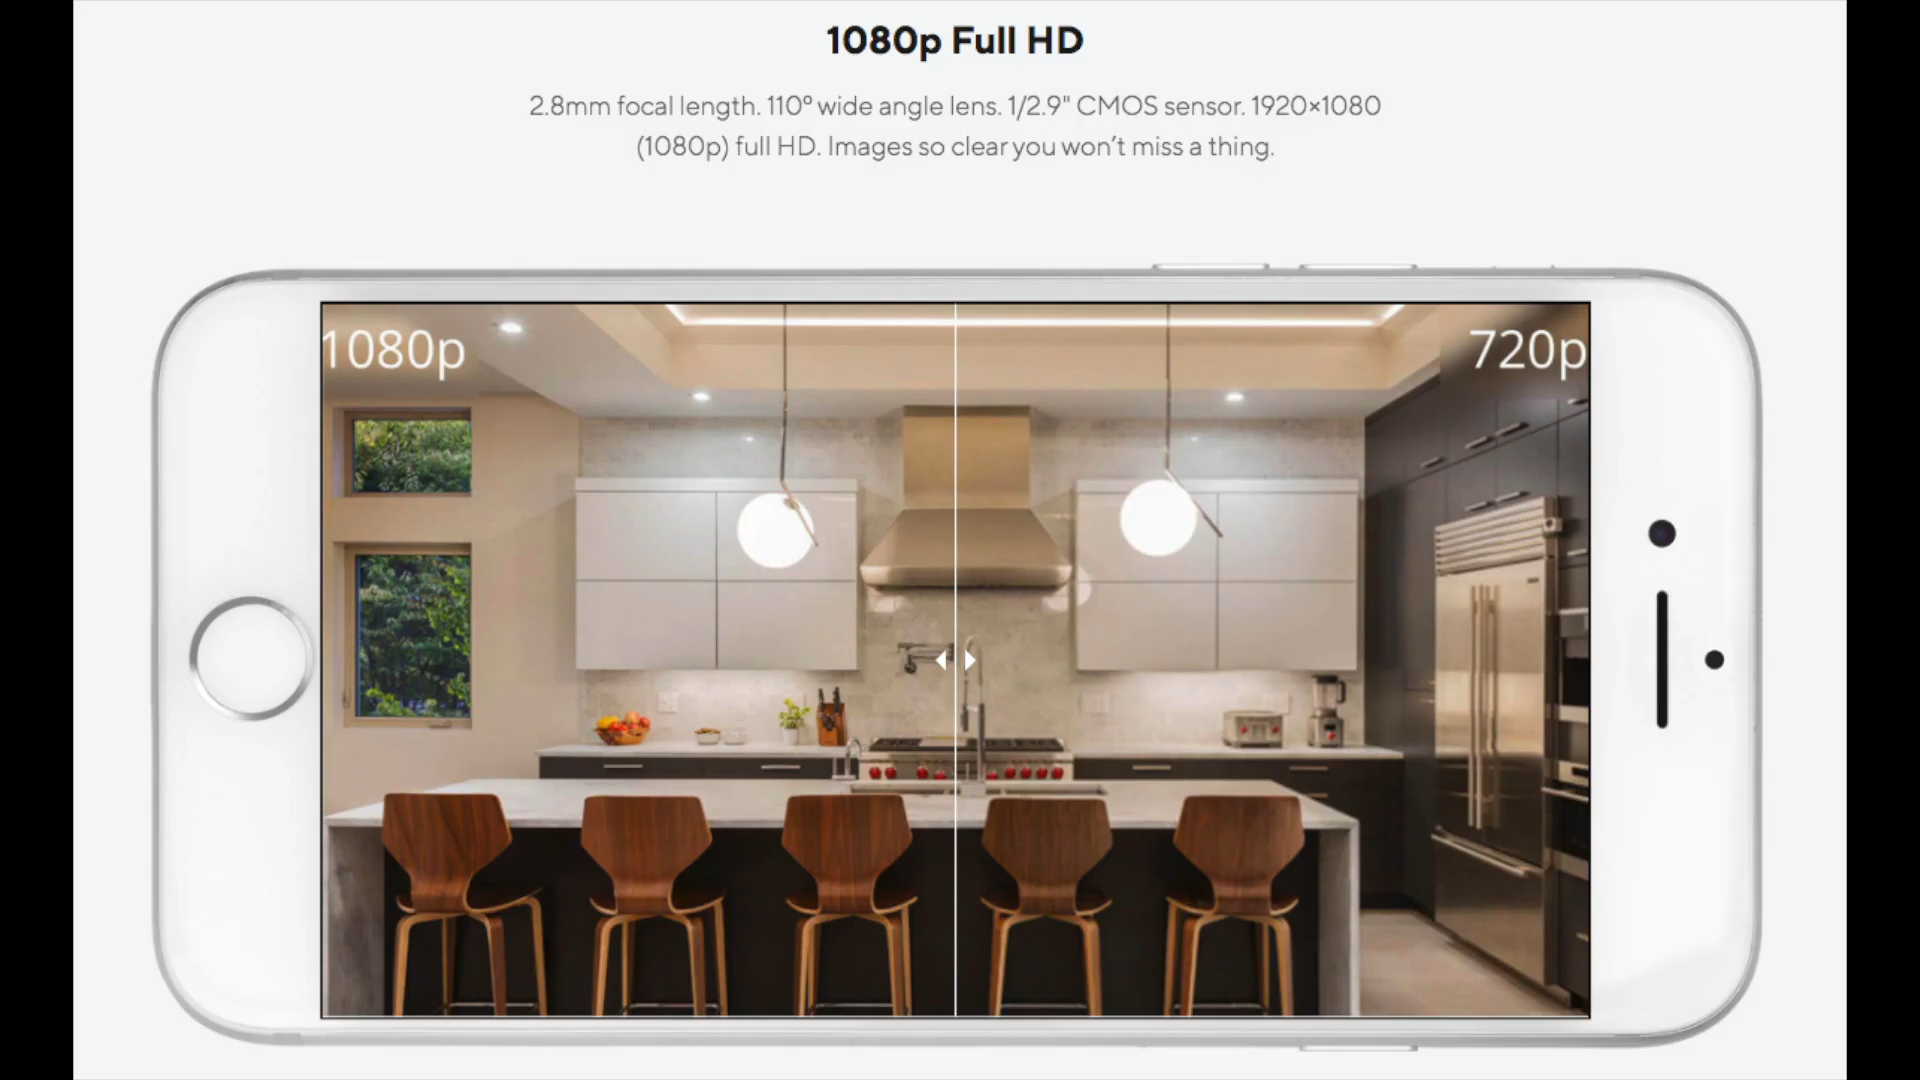 1080p Full HD
2.8mm focal length. 110° wide angle lens. 1/2.9" CMOS sensor. 1920×1080
(1080p) full HD. Images so clear you won’t miss a thing.
1080p
720p